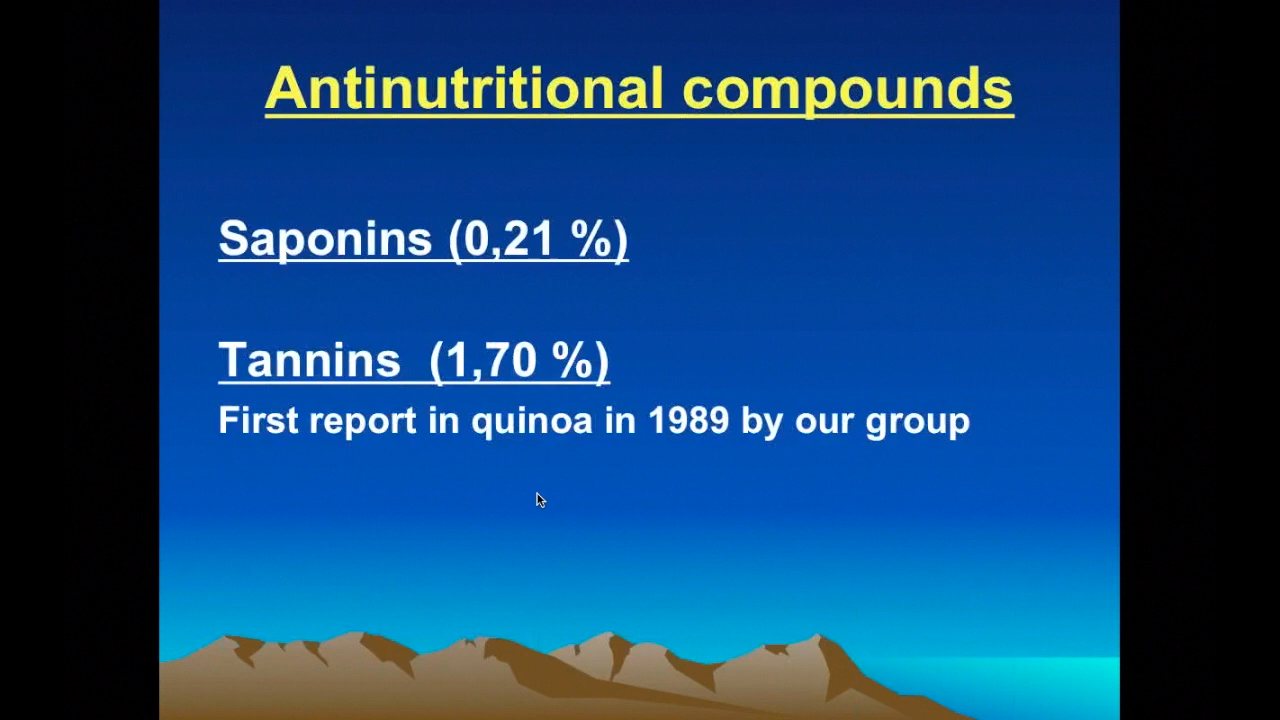 Antinutritional compounds
Saponins (0,21 %)
Tannins (1,70 %)
First report in quinoa in 1989 by our group